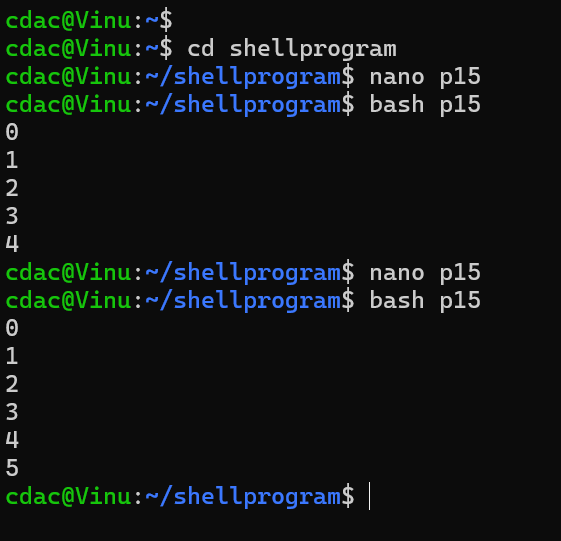 cdac@Vinu:~$
cdac@Vinu:~$ cd shellprogram
cdac@Vinu:~/shellprogram$ nano p15
cdac@Vinu:~/shellprogram$ bash p15
0
1
2
3
4
cdac@Vinu:~/shellprogram$ nano p15
cdac@Vinu:~/shellprogram$ bash p15
0
1
2
3
4
5
cdac@Vinu:~/shellprogram$